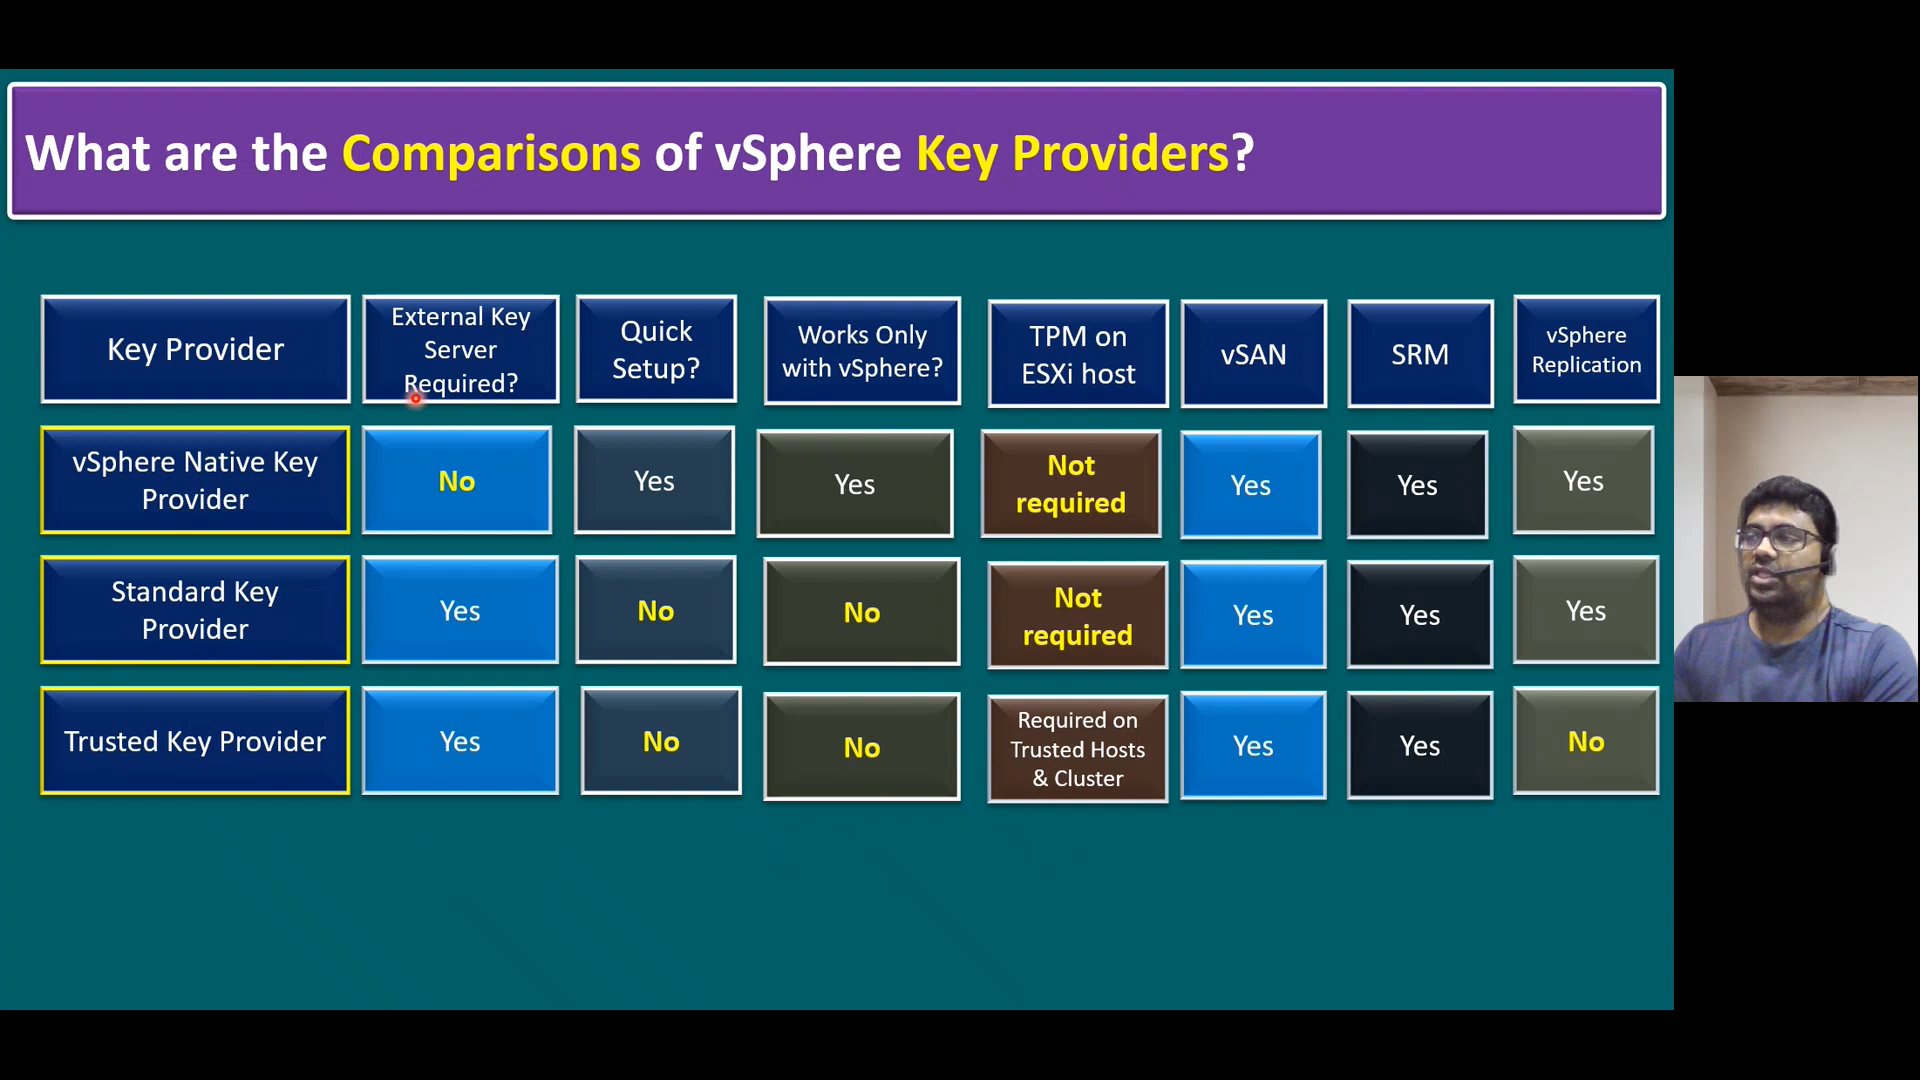 What are the Comparisons of vSphere Key Providers?
Key Provider
External Key
Server
Required?
Quick
Setup?
Works Only
with vSphere?
TPM on
ESXi host
vSAN
SRM
vSphere
Replication
vSphere Native Key
Provider
No
Yes
Yes
Not
required
Yes
Yes
Yes
Standard Key
Provider
Yes
No
No
Not
required
Yes
Yes
Yes
Trusted Key Provider
Yes
No
No
Required on
Trusted Hosts
& Cluster
Yes
Yes
No